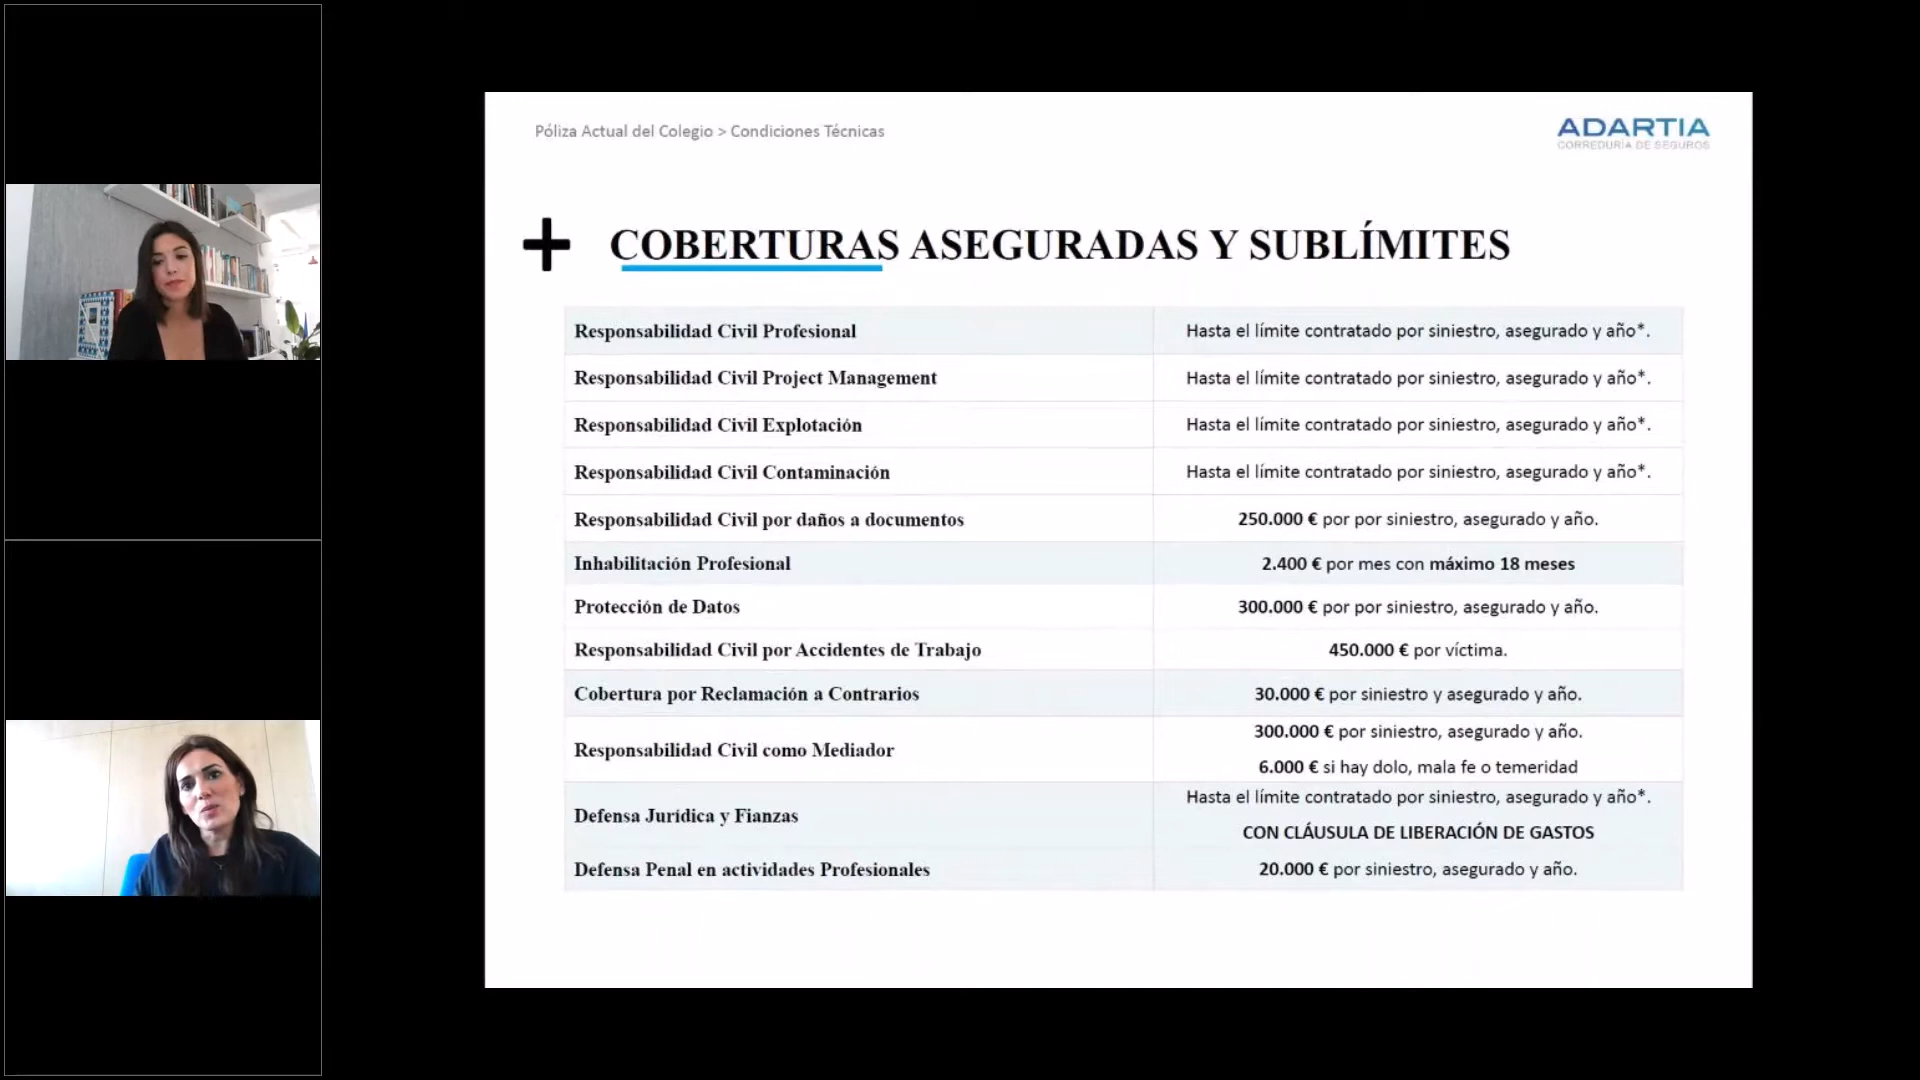 Póliza Actual del Colegio > Condiciones Técnicas
ADARTIA
CORREDURÍA DE SEGUROS
COBERTURAS ASEGURADAS Y SUBLÍMITES
Responsabilidad Civil Profesional
Hasta el límite contratado por siniestro, asegurado y año*.
Responsabilidad Civil Project Management
Hasta el límite contratado por siniestro, asegurado y año*.
Responsabilidad Civil Explotación
Hasta el límite contratado por siniestro, asegurado y año*.
Responsabilidad Civil Contaminación
Hasta el límite contratado por siniestro, asegurado y año*.
Responsabilidad Civil por daños a documentos
250.000 € por por siniestro, asegurado y año.
Inhabilitación Profesional
2.400 € por mes con máximo 18 meses
Protección de Datos
300.000 € por por siniestro, asegurado y año.
Responsabilidad Civil por Accidentes de Trabajo
450.000 € por víctima.
Cobertura por Reclamación a Contrarios
30.000 € por siniestro y asegurado y año.
Responsabilidad Civil como Mediador
300.000 € por siniestro, asegurado y año.
6.000 € si hay dolo, mala fe o temeridad
Defensa Jurídica y Fianzas
Hasta el límite contratado por siniestro, asegurado y año*.
CON CLÁUSULA DE LIBERACIÓN DE GASTOS
Defensa Penal en actividades Profesionales
20.000 € por siniestro, asegurado y año.